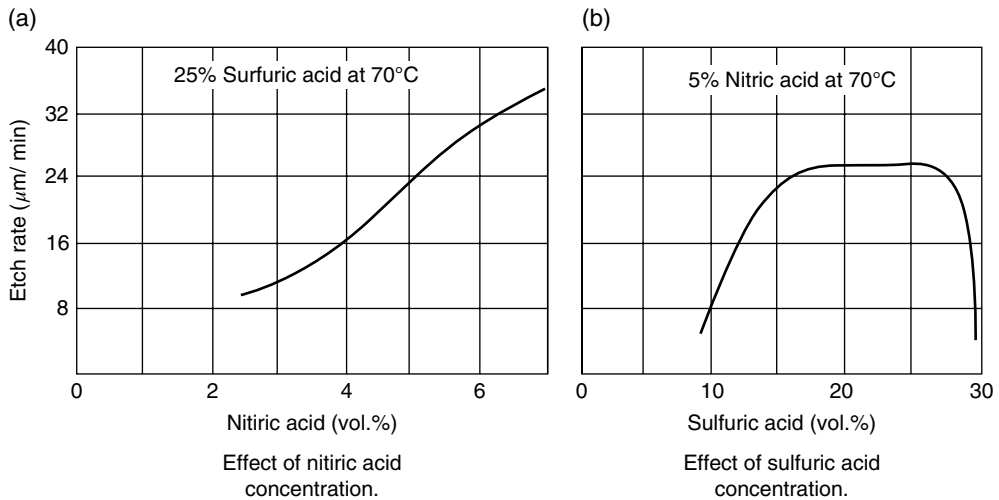 (a)
40
32
24
16
8
0
2
4
6
Etch rate (μm/ min)
25% Surfuric acid at 70°C
Nitiric acid (vol.%)
Effect of nitiric acid
concentration.
(b)
5% Nitric acid at 70°C
0
10
20
30
Sulfuric acid (vol.%)
Effect of sulfuric acid
concentration.